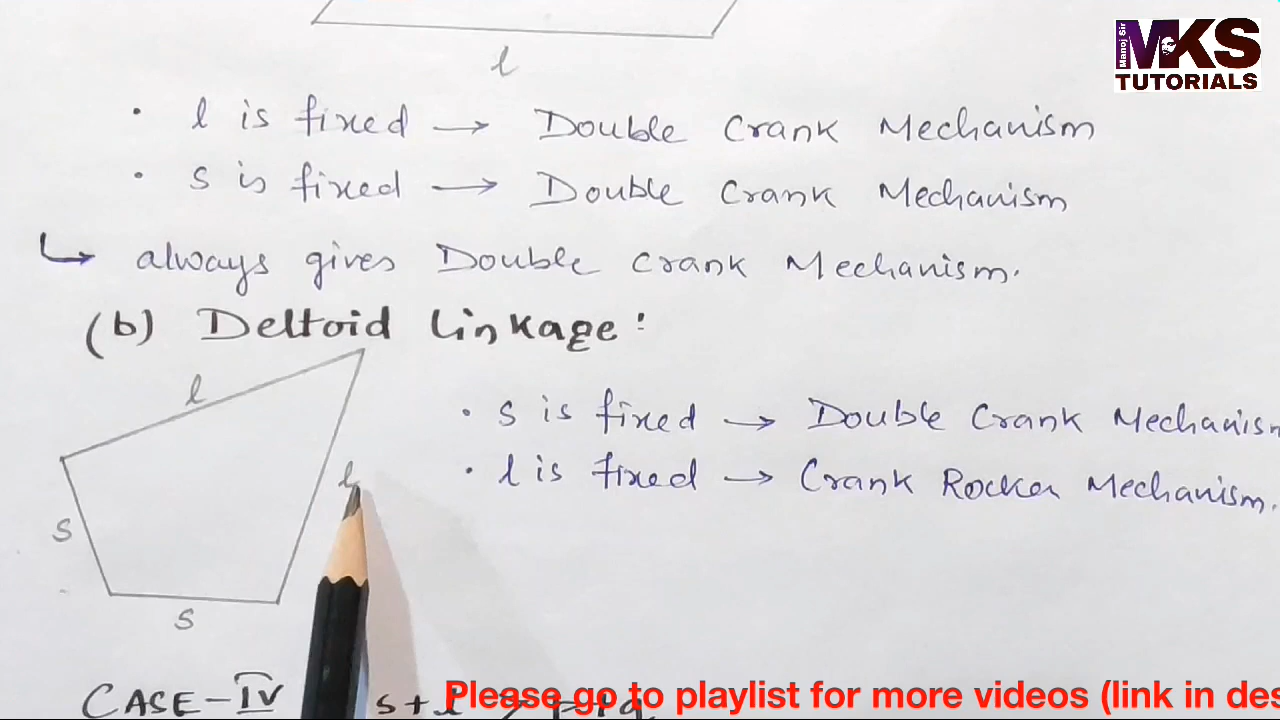 Manoj Sir
MKS
TUTORIALS
l
· l is fixed → Double Crank Mechanism
· s is fixed → Double Crank Mechanism
↳ always gives Double Crank Mechanism.
(b) Deltoid Linkage:
l
l
s
s
· s is fixed → Double Crank Mechanism
· l is fixed → Crank Rocker Mechanism.
CASE-IV s+l > p+q
Please go to playlist for more videos (link in des